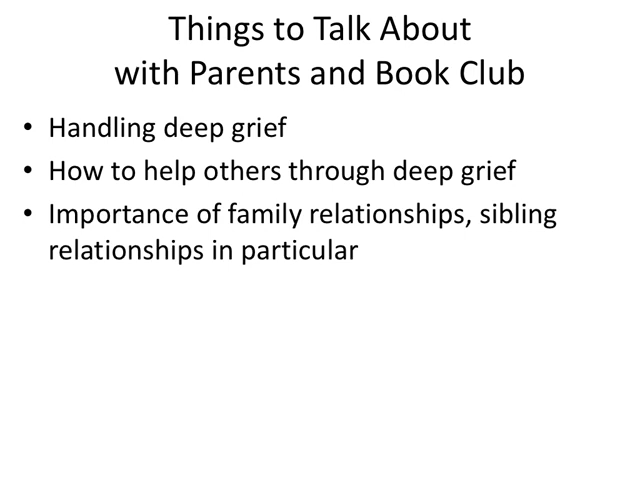 Things to Talk About
with Parents and Book Club
• Handling deep grief
• How to help others through deep grief
• Importance of family relationships, sibling
relationships in particular